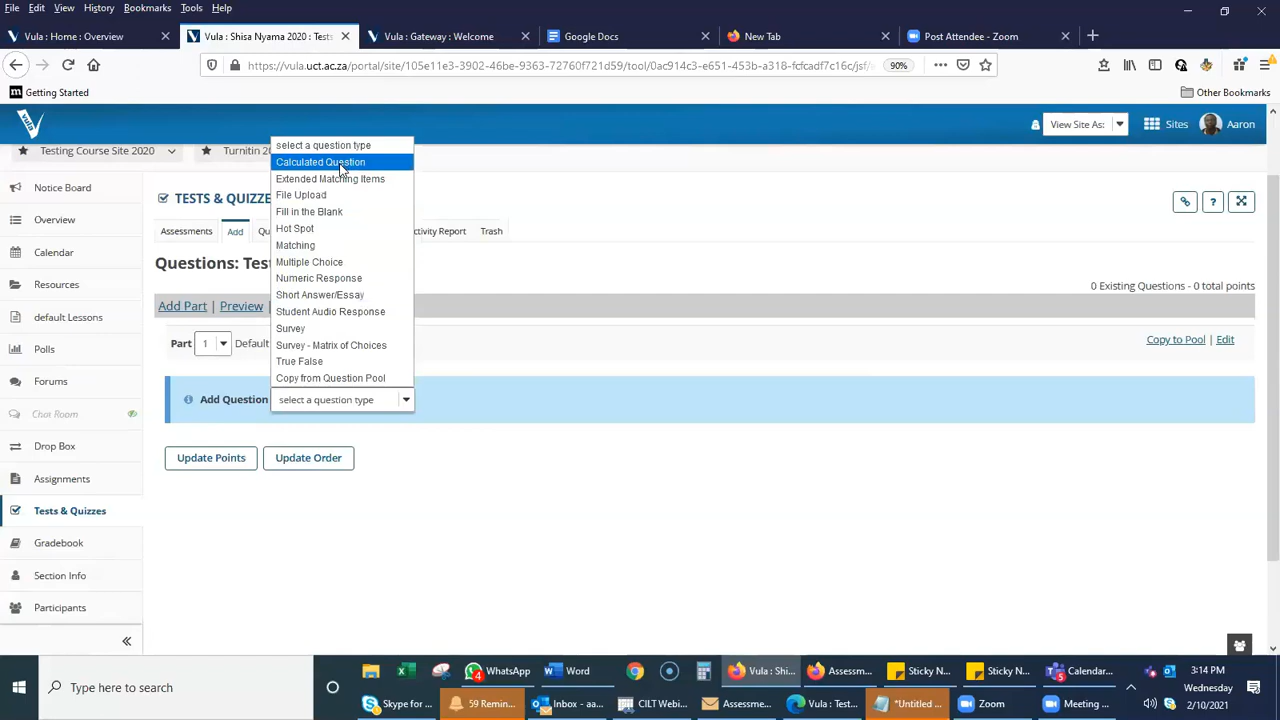 File Edit View History Bookmarks Tools Help
Vula : Home : Overview
Vula : Shisa Nyama 2020 : Tests
Vula : Gateway : Welcome
Google Docs
New Tab
Post Attendee - Zoom
https://vula.uct.ac.za/portal/site/105e11e3-3902-46be-9363-72760f721d59/tool/0ac914c3-e651-453b-a318-fcfcadf7c16c/jsf/
90%
Getting Started
Other Bookmarks
vula
View Site As:
Sites
Aaron
Testing Course Site 2020
Turnitin 20
Notice Board
Overview
Calendar
Resources
default Lessons
Polls
Forums
Chat Room
Drop Box
Assignments
Tests & Quizzes
Gradebook
Section Info
Participants
TESTS & QUIZZE
Assessments
Add
Qu
ctivity Report
Trash
Questions: Tes
0 Existing Questions - 0 total points
Add Part | Preview |
Part 1 Default
Copy to Pool | Edit
select a question type
Calculated Question
Extended Matching Items
File Upload
Fill in the Blank
Hot Spot
Matching
Multiple Choice
Numeric Response
Short Answer/Essay
Student Audio Response
Survey
Survey - Matrix of Choices
True False
Copy from Question Pool
Add Question
select a question type
Update Points
Update Order
Type here to search
4 WhatsApp
Word
Vula : Shi...
Assessm...
Sticky N...
Sticky N...
5 Calendar...
3:14 PM
Wednesday
2/10/2021
Skype for ...
59 Remin...
Inbox - aa...
CILT Webi...
Assessme...
Vula : Test...
*Untitled ...
Zoom
Meeting ...